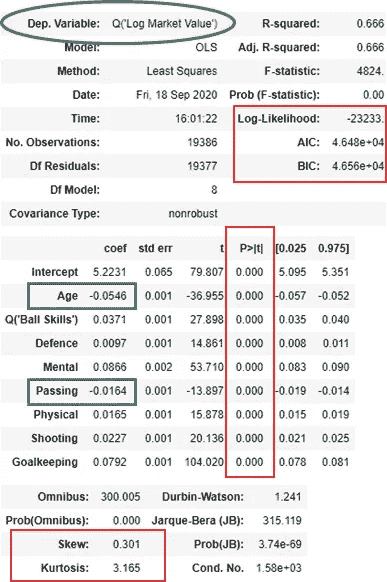 Dep. Variable: Q('Log Market Value') R-squared: 0.666
Model: OLS Adj. R-squared: 0.666
Method: Least Squares F-statistic: 4824.
Date: Fri, 18 Sep 2020 Prob (F-statistic): 0.00
Time: 16:01:22 Log-Likelihood: -23233.
No. Observations: 19386 AIC: 4.648e+04
Df Residuals: 19377 BIC: 4.656e+04
Df Model: 8
Covariance Type: nonrobust
coef std err t P>|t| [0.025 0.975]
Intercept 5.2231 0.065 79.807 0.000 5.095 5.351
Age -0.0546 0.001 -36.955 0.000 -0.057 -0.052
Q('Ball Skills') 0.0371 0.001 27.898 0.000 0.035 0.040
Defence 0.0097 0.001 14.861 0.000 0.008 0.011
Mental 0.0866 0.002 53.710 0.000 0.083 0.090
Passing -0.0164 0.001 -13.897 0.000 -0.019 -0.014
Physical 0.0165 0.001 15.878 0.000 0.015 0.019
Shooting 0.0227 0.001 20.136 0.000 0.021 0.025
Goalkeeping 0.0792 0.001 104.020 0.000 0.078 0.081
Omnibus: 300.005 Durbin-Watson: 1.241
Prob(Omnibus): 0.000 Jarque-Bera (JB): 315.119
Skew: 0.301 Prob(JB): 3.74e-69
Kurtosis: 3.165 Cond. No. 1.58e+03